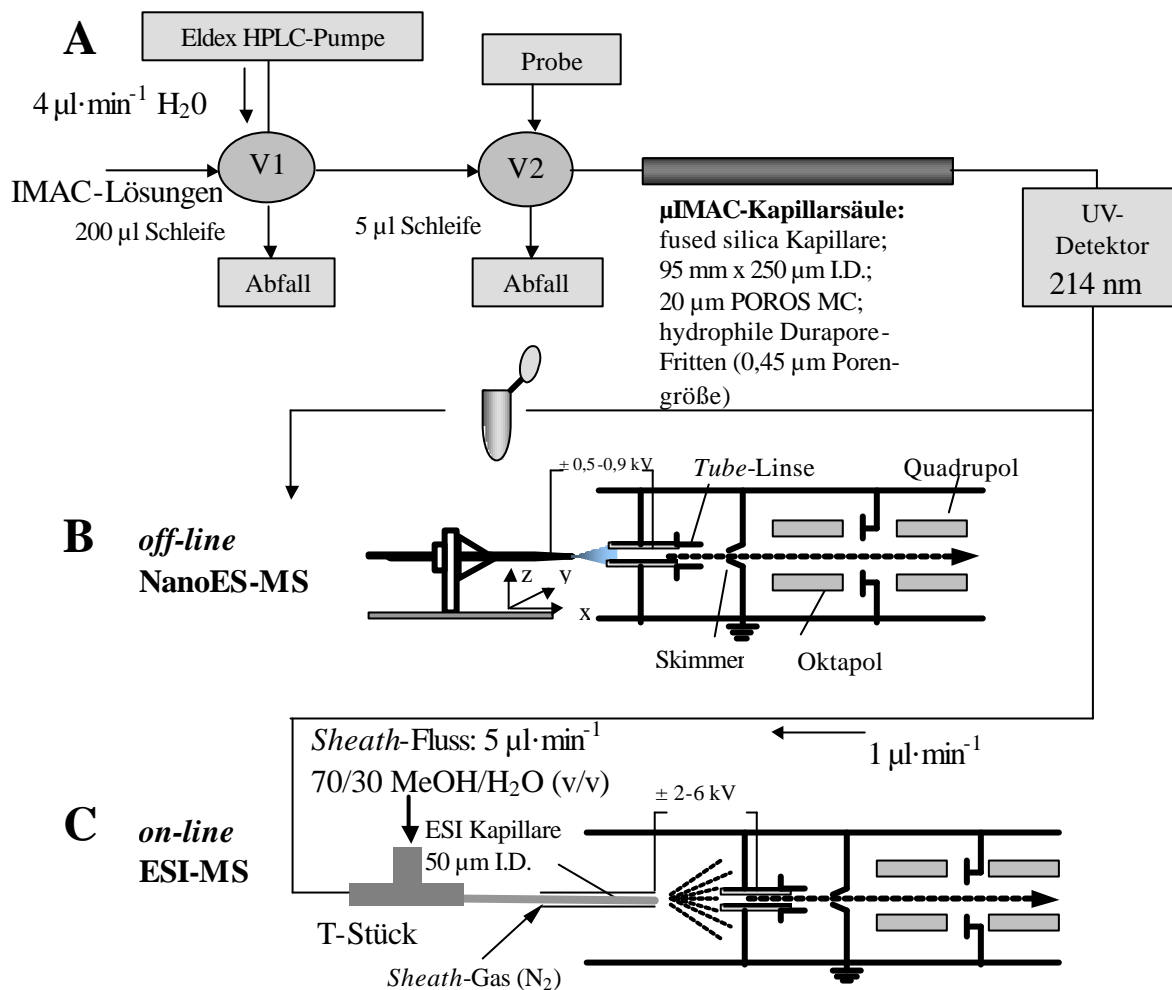 A
Eldex HPLC-Pumpe
4 µl·min⁻¹ H₂0
Probe
V1
V2
IMAC-Lösungen
200 µl Schleife
5 µl Schleife
Abfall
Abfall
µIMAC-Kapillarsäule:
fused silica Kapillare;
95 mm x 250 µm I.D.;
20 µm POROS MC;
hydrophile Durapore-
Fritten (0,45 µm Poren-
größe)
UV-
Detektor
214 nm
B
off-line
NanoES-MS
± 0,5-0,9 kV
Tube-Linse
Quadrupol
z
y
x
Skimmer
Oktapol
Sheath-Fluss: 5 µl·min⁻¹
70/30 MeOH/H₂O (v/v)
1 µl·min⁻¹
C
on-line
ESI-MS
± 2-6 kV
ESI Kapillare
50 µm I.D.
T-Stück
Sheath-Gas (N₂)